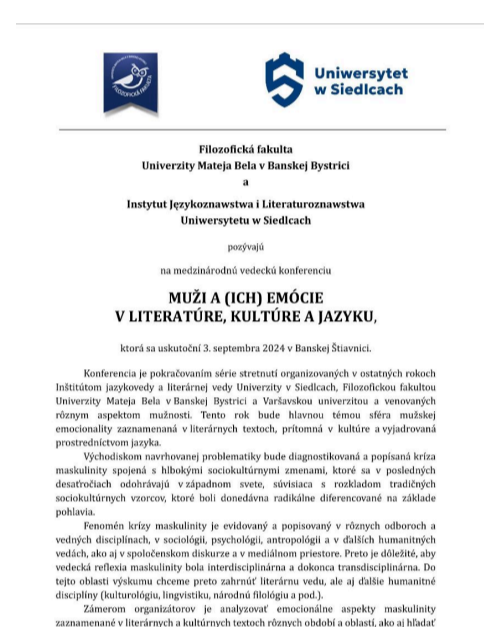 FILOZOFICKÁ FAKULTA
Uniwersytet
w Siedlcach
Filozofická fakulta
Univerzity Mateja Bela v Banskej Bystrici
a
Instytut Językoznawstwa i Literaturoznawstwa
Uniwersytetu w Siedlcach
pozývajú
na medzinárodnú vedeckú konferenciu
MUŽI A (ICH) EMÓCIE
V LITERATÚRE, KULTÚRE A JAZYKU,
ktorá sa uskutoční 3. septembra 2024 v Banskej Štiavnici.
Konferencia je pokračovaním série stretnutí organizovaných v ostatných rokoch
Inštitútom jazykovedy a literárnej vedy Univerzity v Siedlcach, Filozofickou fakultou
Univerzity Mateja Bela v Banskej Bystrici a Varšavskou univerzitou a venovaných
rôznym aspektom mužnosti. Tento rok bude hlavnou témou sféra mužskej
emocionality zaznamenaná v literárnych textoch, prítomná v kultúre a vyjadrovaná
prostredníctvom jazyka.
Východiskom navrhovanej problematiky bude diagnostikovaná a popísaná kríza
maskulinity spojená s hlbokými sociokultúrnymi zmenami, ktoré sa v posledných
desaťročiach odohrávajú v západnom svete, súvisiaca s rozkladom tradičných
sociokultúrnych vzorcov, ktoré boli donedávna radikálne diferencované na základe
pohlavia.
Fenomén krízy maskulinity je evidovaný a popisovaný v rôznych odboroch a
vedných disciplínach, v sociológii, psychológii, antropológii a v ďalších humanitných
vedách, ako aj v spoločenskom diskurze a v mediálnom priestore. Preto je dôležité, aby
vedecká reflexia maskulinity bola interdisciplinárna a dokonca transdisciplinárna. Do
tejto oblasti výskumu chceme preto zahrnúť literárnu vedu, ale aj ďalšie humanitné
disciplíny (kulturológiu, lingvistiku, národnú filológiu a pod.).
Zámerom organizátorov je analyzovať emocionálne aspekty maskulinity
zaznamenané v literárnych a kultúrnych textoch rôznych období a oblastí, ako aj hľadať